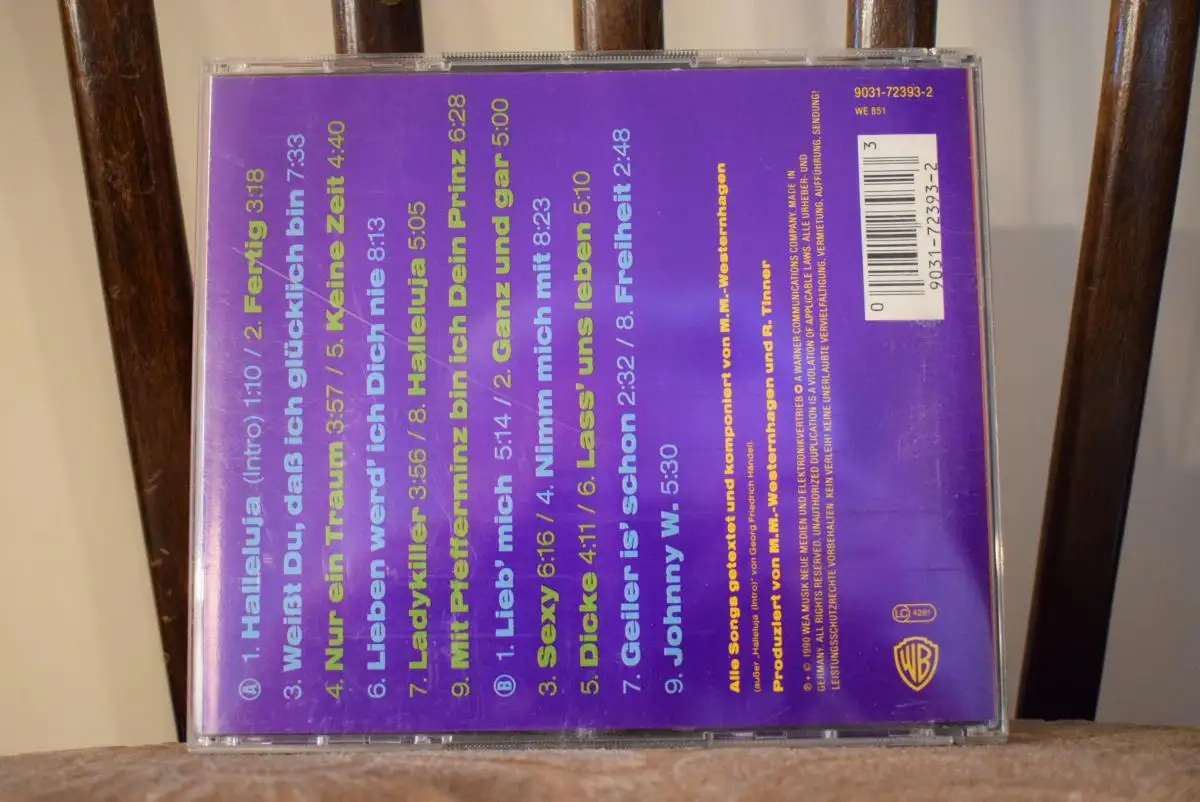 Ⓐ 1. Halleluja (Intro) 1:10 / 2. Fertig 3:18
3. Weißt Du, daß ich glücklich bin 7:33
4. Nur ein Traum 3:57 / 5. Keine Zeit 4:40
6. Lieben werd' ich Dich nie 8:13
7. Ladykiller 3:56 / 8. Halleluja 5:05
9. Mit Pfefferminz bin ich Dein Prinz 6:28
Ⓑ 1. Lieb' mich 5:14 / 2. Ganz und gar 5:00
3. Sexy 6:16 / 4. Nimm mich mit 8:23
5. Dicke 4:11 / 6. Lass' uns leben 5:10
7. Geiler is' schon 2:32 / 8. Freiheit 2:48
9. Johnny W. 5:30
Alle Songs getextet und komponiert von M.M.-Westernhagen
(außer „Halleluja (Intro)" von Georg Friedrich Händel).
Produziert von M.M.-Westernhagen und R. Tinner
℗ + © 1990 WEA MUSIK NEUE MEDIEN UND ELEKTRONIKVERTRIEB A WARNER COMMUNICATIONS COMPANY. MADE IN
GERMANY. ALL RIGHTS RESERVED. UNAUTHORIZED DUPLICATION IS A VIOLATION OF APPLICABLE LAWS. ALLE URHEBER- UND
LEISTUNGSSCHUTZRECHTE VORBEHALTEN. KEIN VERLEIH! KEINE UNERLAUBTE VERVIELFÄLTIGUNG, VERMIETUNG, AUFFÜHRUNG, SENDUNG!
9031-72393-2
WE 851
0 3
9031-72393-2
LC 4281
WB